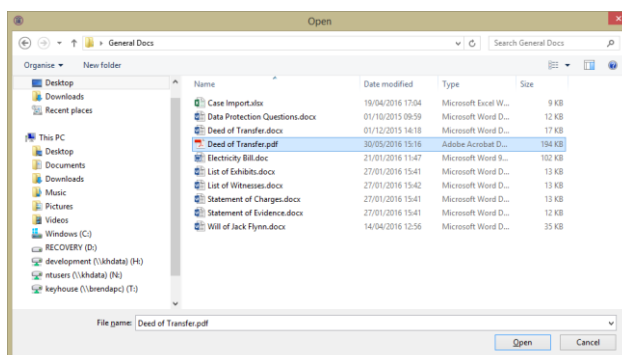 Open
General Docs
Search General Docs
Organise
New folder
Desktop
Downloads
Recent places
This PC
Desktop
Documents
Downloads
Music
Pictures
Videos
Windows (C:)
RECOVERY (D:)
development (\\khdata) (H:)
ntusers (\\khdata) (N:)
keyhouse (\\brendapc) (T:)
Name Date modified Type Size
Case Import.xlsx 19/04/2016 17:04 Microsoft Excel W... 9 KB
Data Protection Questions.docx 01/10/2015 09:59 Microsoft Word D... 12 KB
Deed of Transfer.docx 01/12/2015 14:18 Microsoft Word D... 17 KB
Deed of Transfer.pdf 30/05/2016 15:16 Adobe Acrobat D... 194 KB
Electricity Bill.doc 21/01/2016 11:47 Microsoft Word 9... 102 KB
List of Exhibits.docx 27/01/2016 15:41 Microsoft Word D... 13 KB
List of Witnesses.docx 27/01/2016 15:42 Microsoft Word D... 13 KB
Statement of Charges.docx 27/01/2016 15:41 Microsoft Word D... 13 KB
Statement of Evidence.docx 27/01/2016 15:41 Microsoft Word D... 12 KB
Will of Jack Flynn.docx 14/04/2016 12:56 Microsoft Word D... 35 KB
File name: Deed of Transfer.pdf
Open Cancel